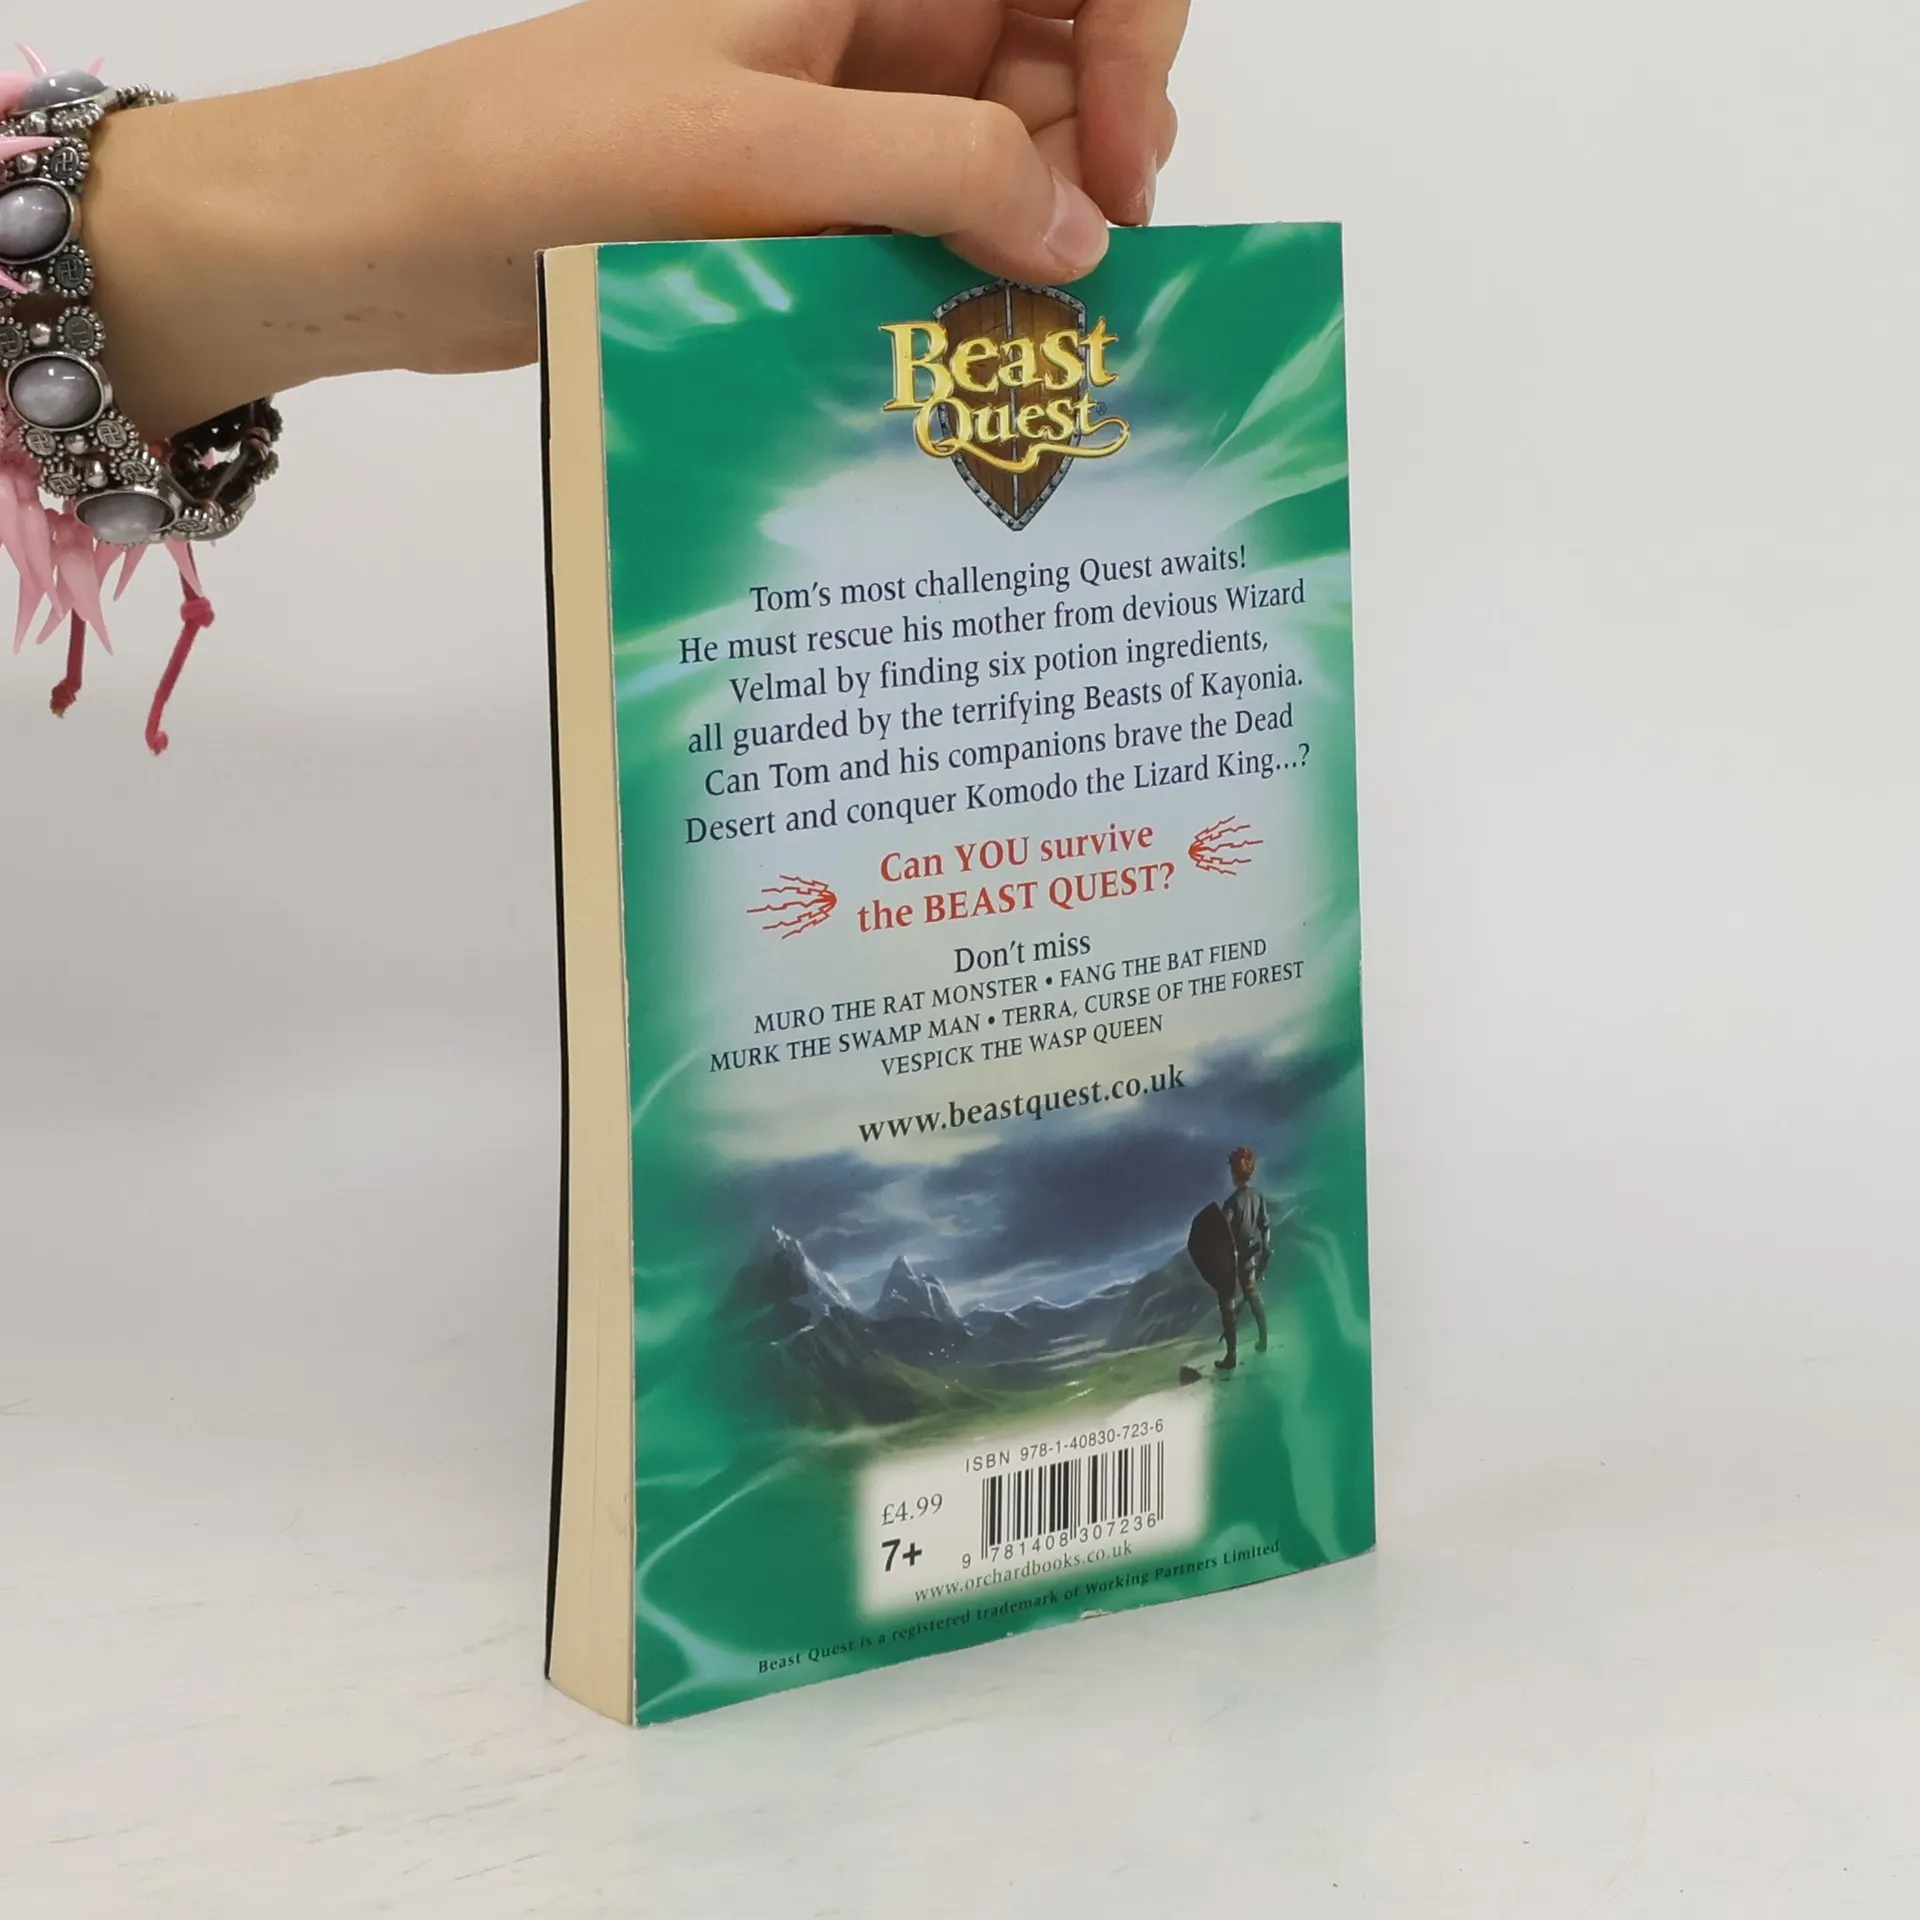 Beast
Quest®
Tom's most challenging Quest awaits!
He must rescue his mother from devious Wizard
Velmal by finding six potion ingredients,
all guarded by the terrifying Beasts of Kayonia.
Can Tom and his companions brave the Dead
Desert and conquer Komodo the Lizard King...?
Can YOU survive
the BEAST QUEST?
Don't miss
MURO THE RAT MONSTER • FANG THE BAT FIEND
MURK THE SWAMP MAN • TERRA, CURSE OF THE FOREST
VESPICK THE WASP QUEEN
www.beastquest.co.uk
ISBN 978-1-40830-723-6
£4.99
7+
9 781408 307236
www.orchardbooks.co.uk
Beast Quest is a registered trademark of Working Partners Limited